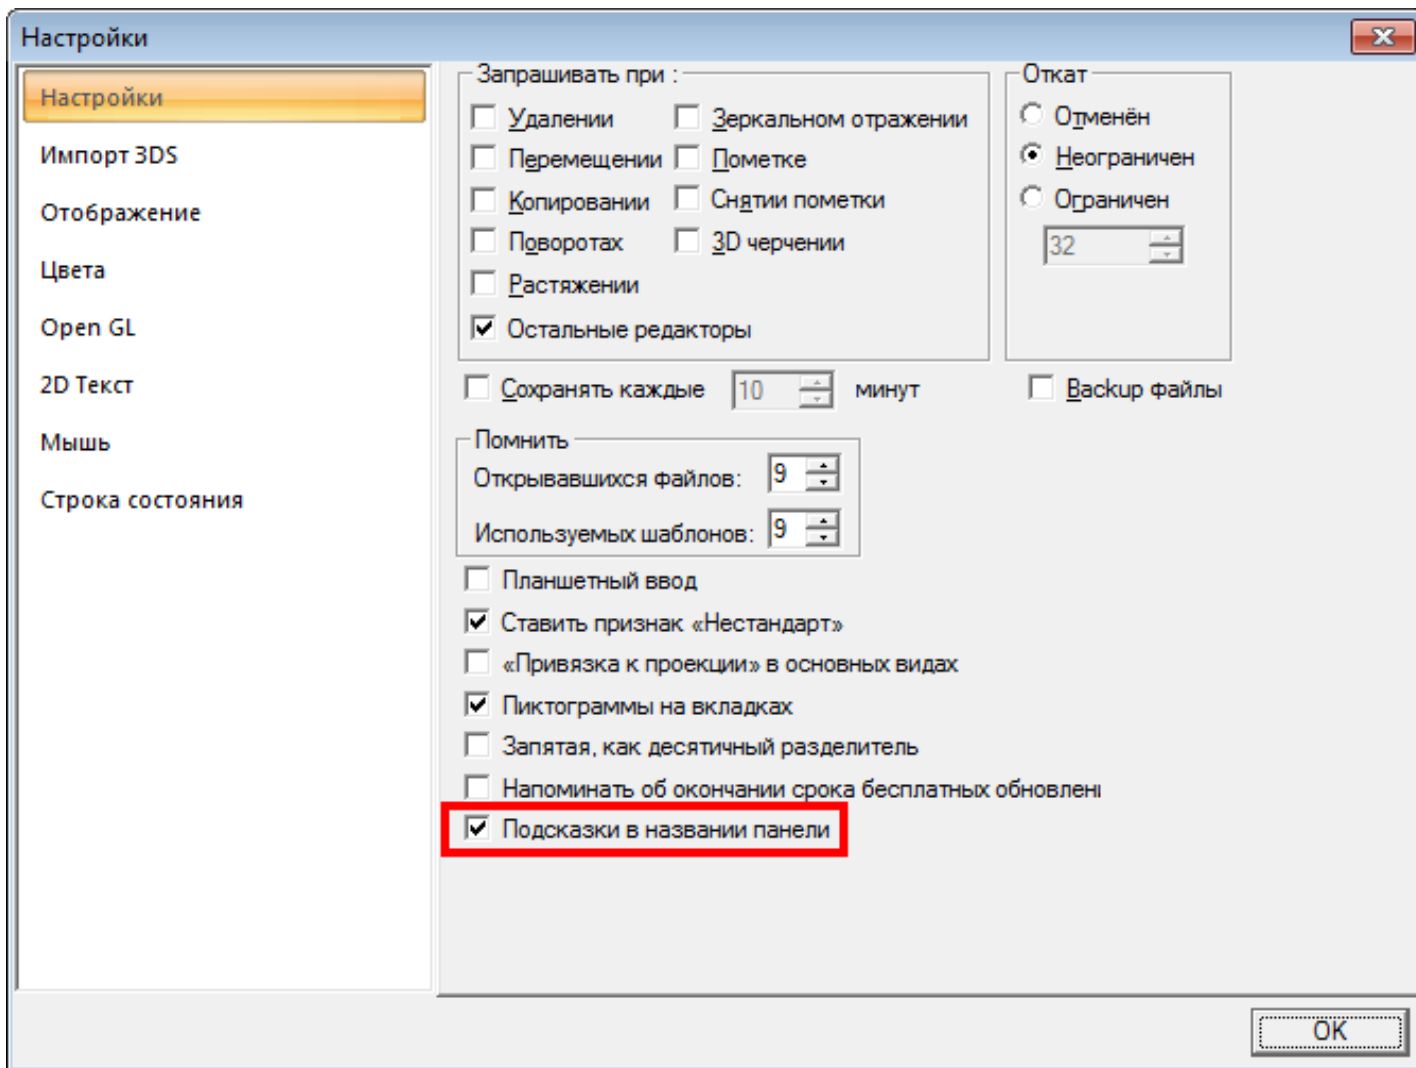 Настройки
Настройки
Импорт 3DS
Отображение
Цвета
Open GL
2D Текст
Мышь
Строка состояния
Запрашивать при :
Удалении
Зеркальном отражении
Перемещении
Пометке
Копировании
Снятии пометки
Поворотах
3D черчении
Растяжении
Остальные редакторы
Откат
Отменён
Неограничен
Ограничен
32
Сохранять каждые 10 минут
Backup файлы
Помнить
Открывавшихся файлов: 9
Используемых шаблонов: 9
Планшетный ввод
Ставить признак «Нестандарт»
«Привязка к проекции» в основных видах
Пиктограммы на вкладках
Запятая, как десятичный разделитель
Напоминать об окончании срока бесплатных обновлени
Подсказки в названии панели
OK